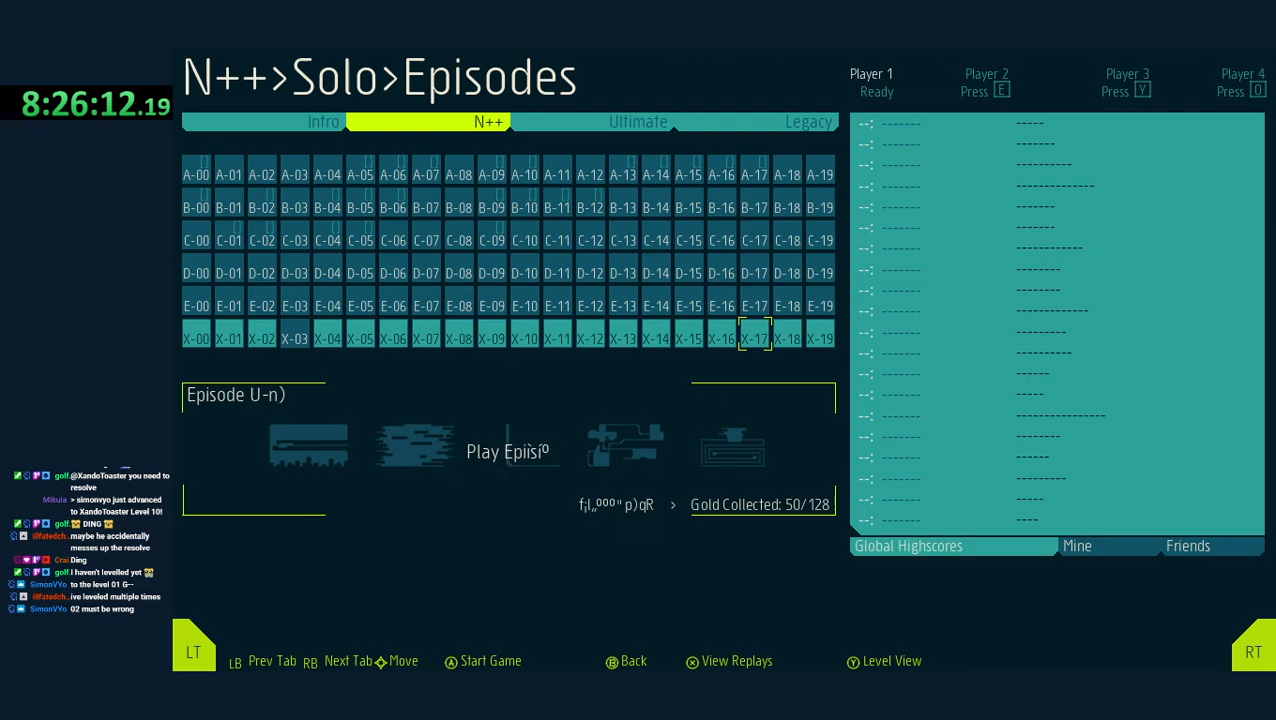 N++>Solo>Episodes
Player 1
Ready
Player 2
Press E
Player 3
Press Y
Player 4
Press O
8:26:12.19
Intro
N++
Ultimate
Legacy
A-00 A-01 A-02 A-03 A-04 A-05 A-06 A-07 A-08 A-09 A-10 A-11 A-12 A-13 A-14 A-15 A-16 A-17 A-18 A-19
B-00 B-01 B-02 B-03 B-04 B-05 B-06 B-07 B-08 B-09 B-10 B-11 B-12 B-13 B-14 B-15 B-16 B-17 B-18 B-19
C-00 C-01 C-02 C-03 C-04 C-05 C-06 C-07 C-08 C-09 C-10 C-11 C-12 C-13 C-14 C-15 C-16 C-17 C-18 C-19
D-00 D-01 D-02 D-03 D-04 D-05 D-06 D-07 D-08 D-09 D-10 D-11 D-12 D-13 D-14 D-15 D-16 D-17 D-18 D-19
E-00 E-01 E-02 E-03 E-04 E-05 E-06 E-07 E-08 E-09 E-10 E-11 E-12 E-13 E-14 E-15 E-16 E-17 E-18 E-19
X-00 X-01 X-02 X-03 X-04 X-05 X-06 X-07 X-08 X-09 X-10 X-11 X-12 X-13 X-14 X-15 X-16 X-17 X-18 X-19
Episode U-n)
Play Epiìsíº
f¡l„ººº" p)qR > Gold Collected: 50/128
Global Highscores
Mine
Friends
golf. @XandoToaster you need to
resolve
Mikuia > simonvyo just advanced
to XandoToaster Level 10!
golf. DING
illfatedch.. maybe he accidentally
messes up the resolve
Crai. Ding
golf. I haven't levelled yet
SimonVYo to the level 01 G--
illfatedch.. ive leveled multiple times
SimonVYo 02 must be wrong
LT
LB Prev Tab RB Next Tab Move A Start Game B Back X View Replays Y Level View
RT